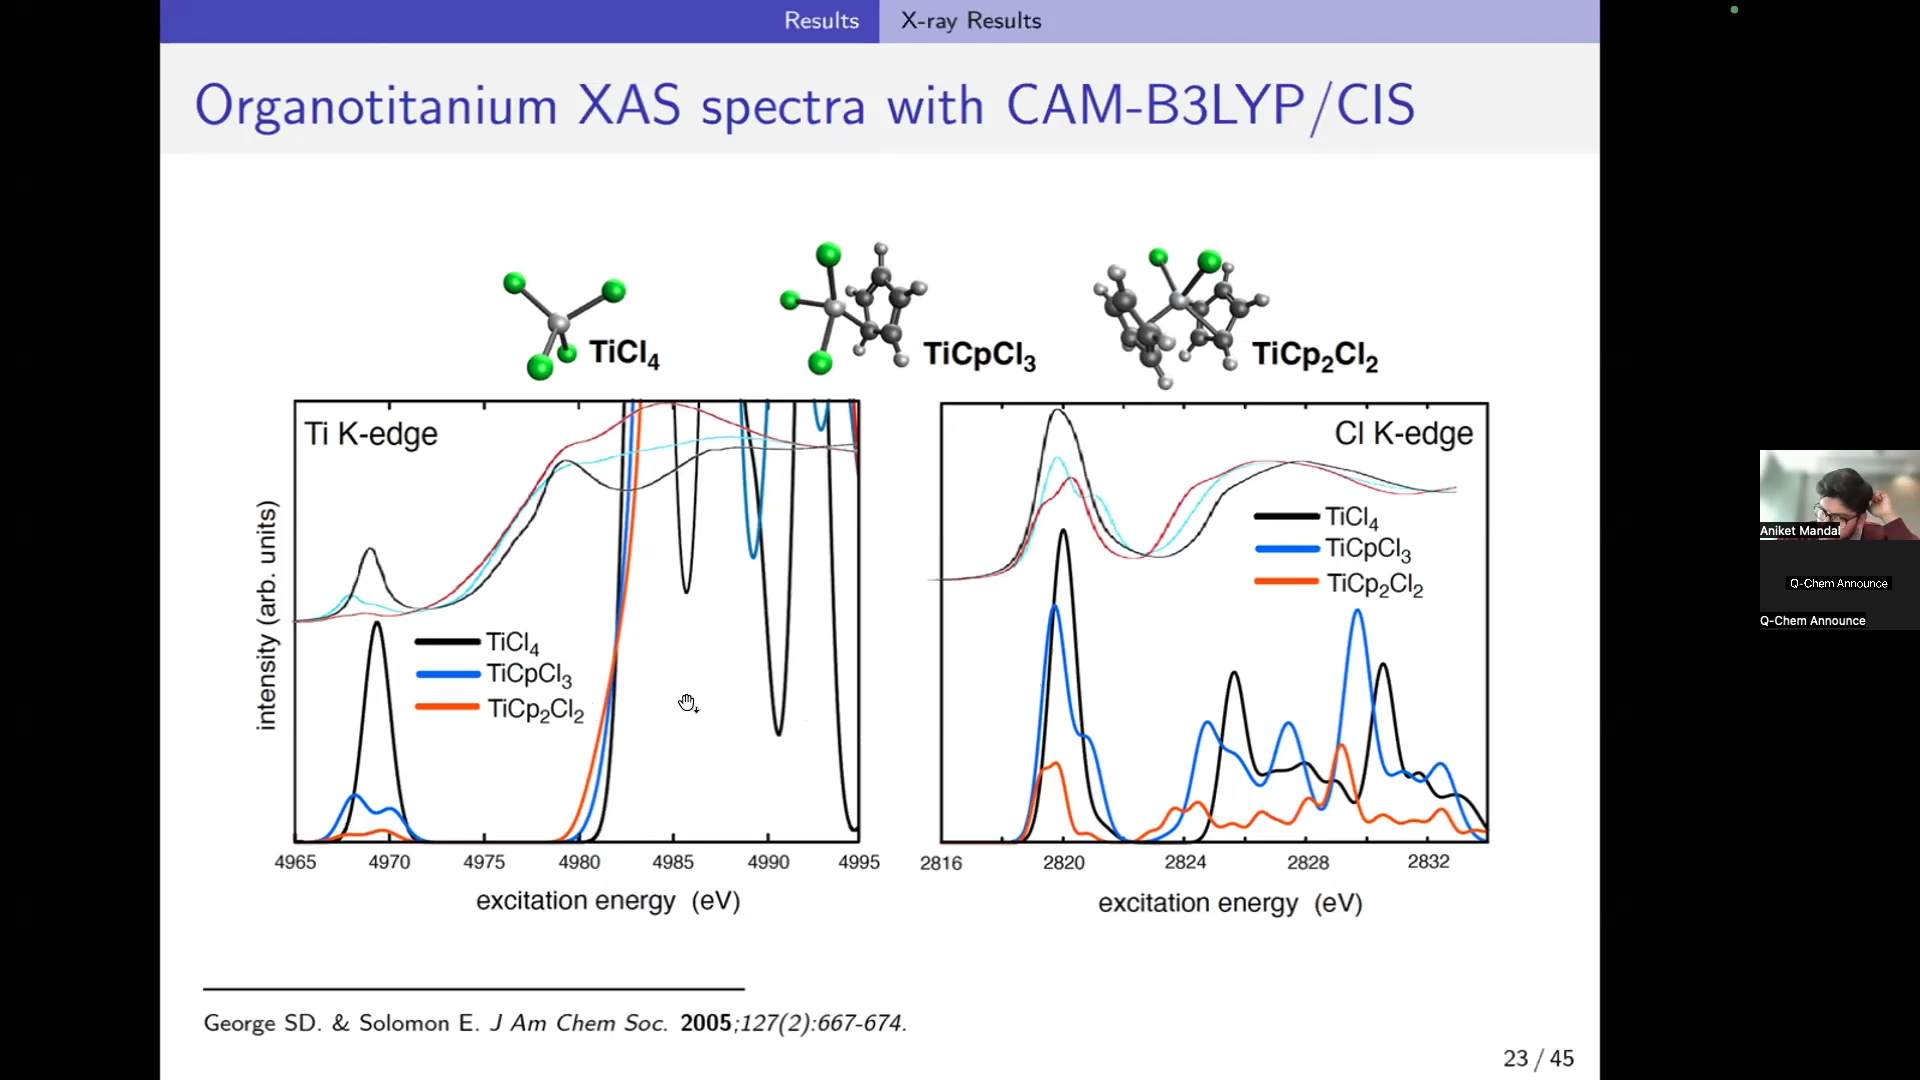 Results X-ray Results
Organotitanium XAS spectra with CAM-B3LYP/CIS
TiCl4
TiCpCl3
TiCp2Cl2
Ti K-edge
intensity (arb. units)
TiCl4
TiCpCl3
TiCp2Cl2
4965 4970 4975 4980 4985 4990 4995
excitation energy (eV)
Cl K-edge
TiCl4
TiCpCl3
TiCp2Cl2
2816 2820 2824 2828 2832
excitation energy (eV)
George SD. & Solomon E. J Am Chem Soc. 2005;127(2):667-674.
23 / 45
Aniket Mandal
Q-Chem Announce
Q-Chem Announce